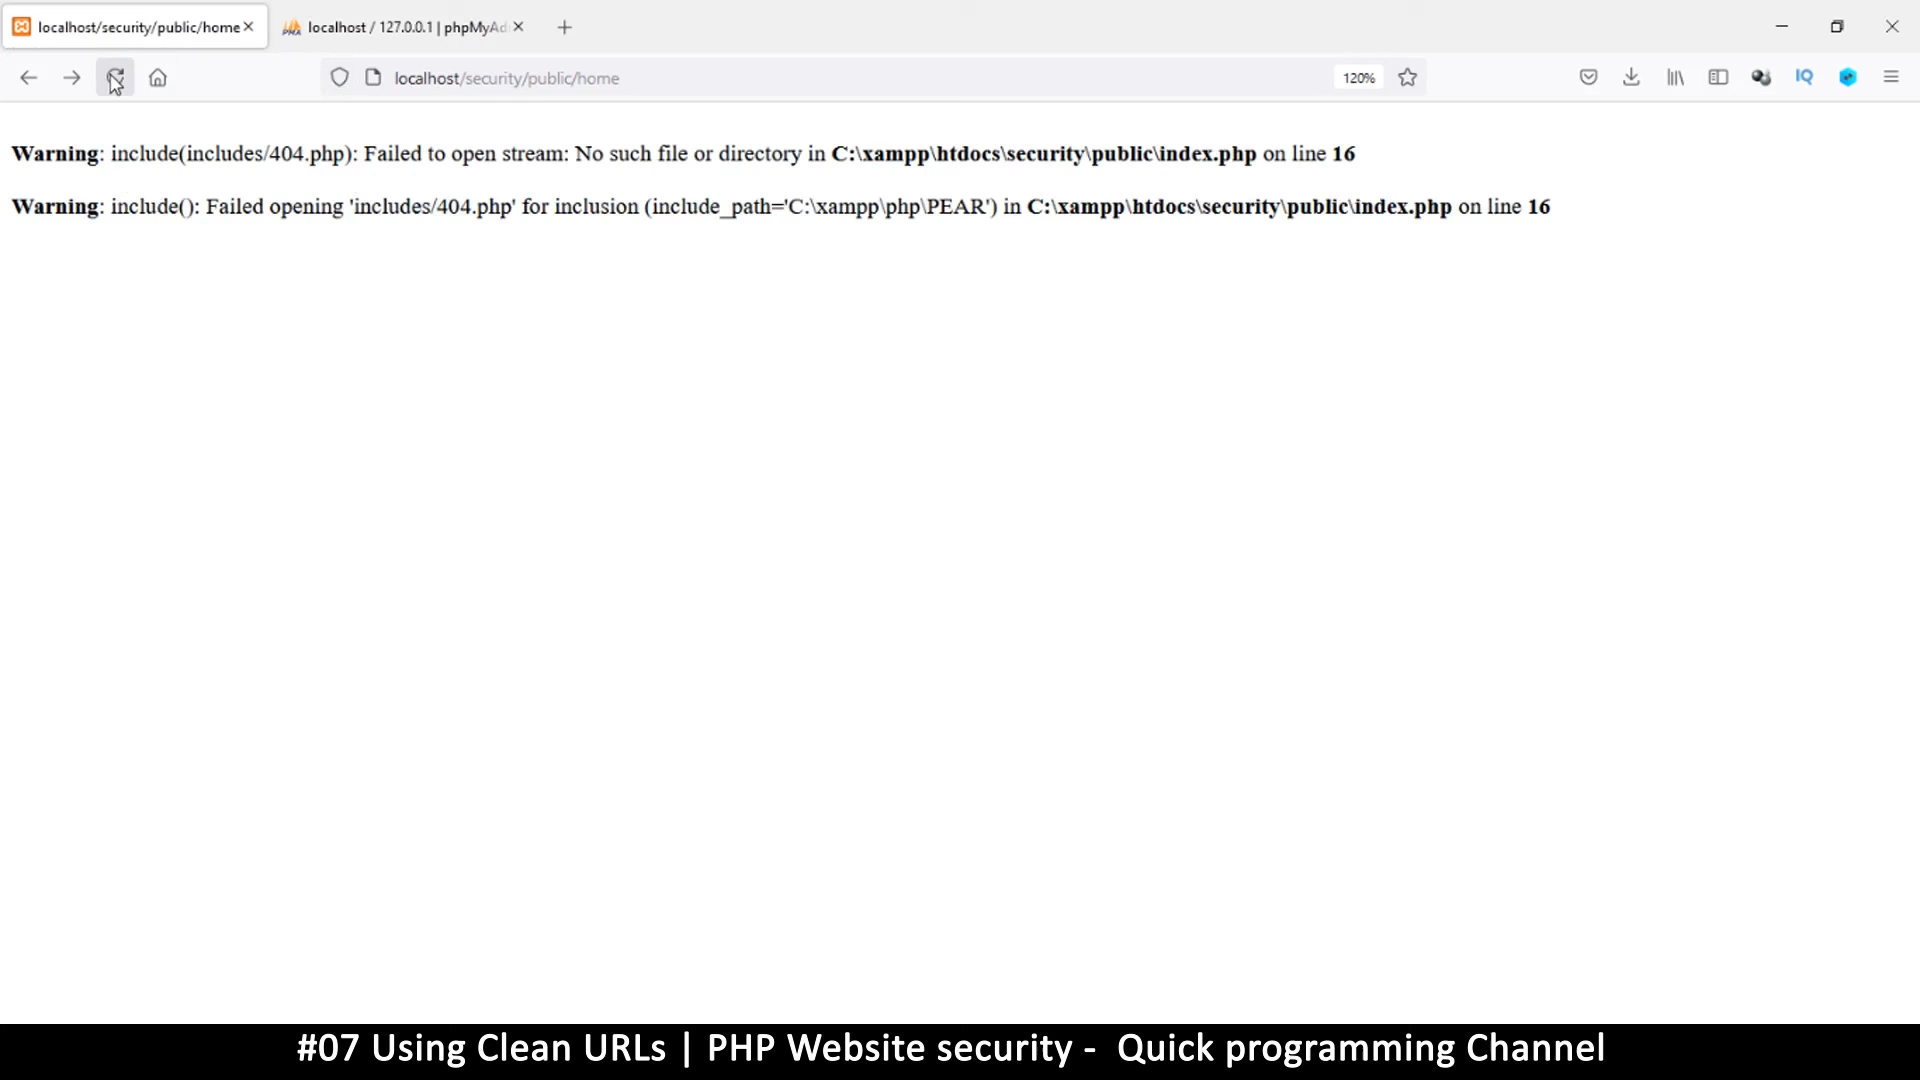 localhost/security/public/home
localhost / 127.0.0.1 | phpMyAd
localhost/security/public/home
120%
IQ
Warning: include(includes/404.php): Failed to open stream: No such file or directory in C:\xampp\htdocs\security\public\index.php on line 16
Warning: include(): Failed opening 'includes/404.php' for inclusion (include_path='C:\xampp\php\PEAR') in C:\xampp\htdocs\security\public\index.php on line 16
#07 Using Clean URLs | PHP Website security - Quick programming Channel